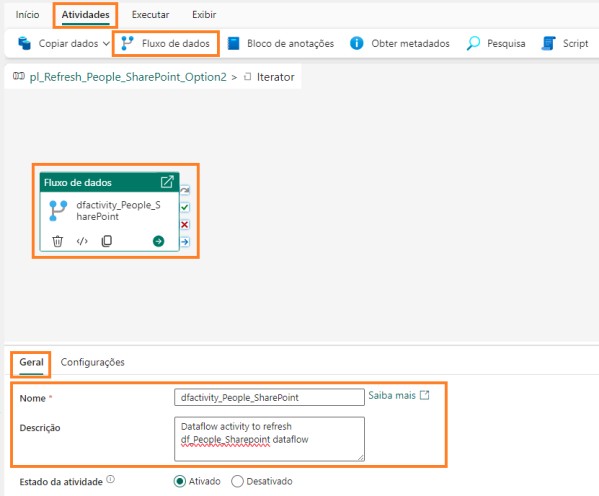 Início Atividades Executar Exibir
Copiar dados Fluxo de dados Bloco de anotações Obter metadados Pesquisa Script
pl_Refresh_People_SharePoint_Option2 > Iterator
Fluxo de dados
dfactivity_People_S
harePoint
Geral Configurações
Nome * dfactivity_People_SharePoint Saiba mais
Descrição Dataflow activity to refresh
df_People_Sharepoint dataflow
Estado da atividade Ativado Desativado